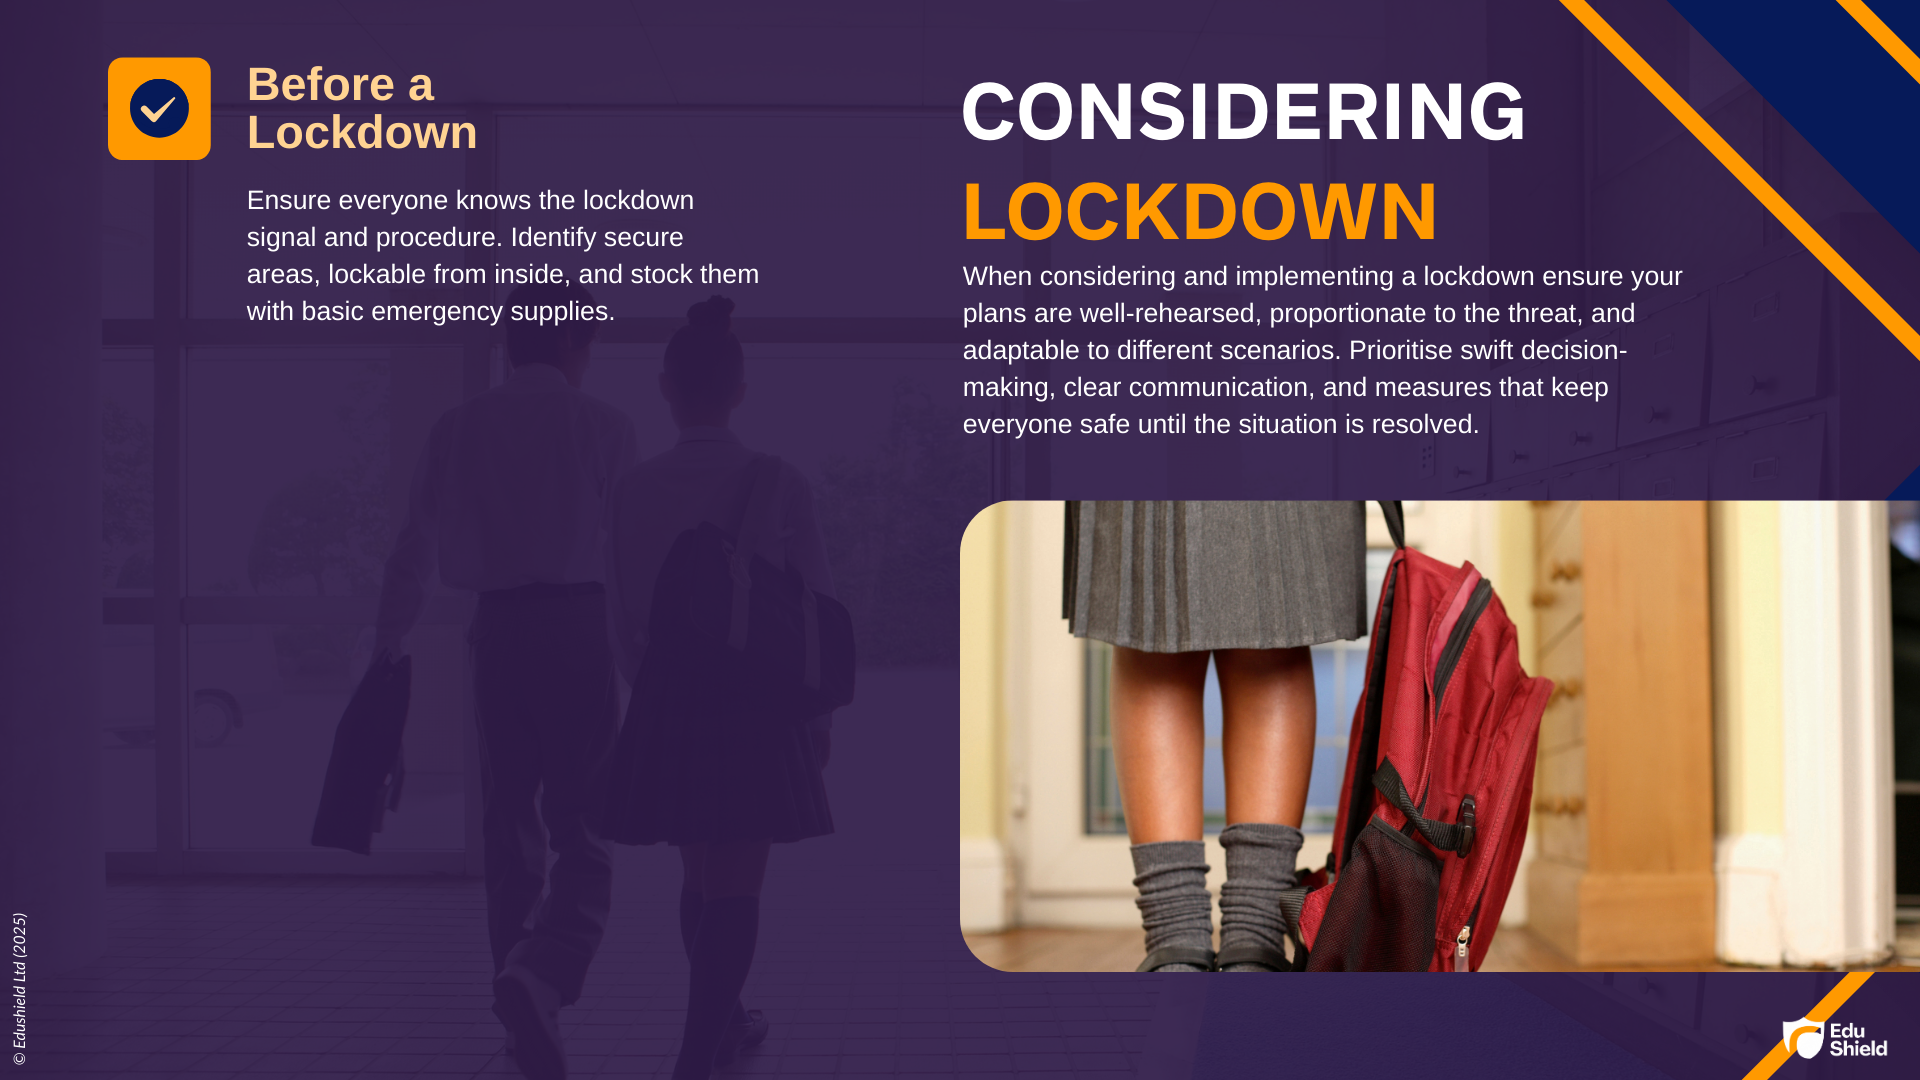 Before a
Lockdown
Ensure everyone knows the lockdown
signal and procedure. Identify secure
areas, lockable from inside, and stock them
with basic emergency supplies.
CONSIDERING
LOCKDOWN
When considering and implementing a lockdown ensure your
plans are well-rehearsed, proportionate to the threat, and
adaptable to different scenarios. Prioritise swift decision-
making, clear communication, and measures that keep
everyone safe until the situation is resolved.
© Edushield Ltd (2025)
Edu
Shield